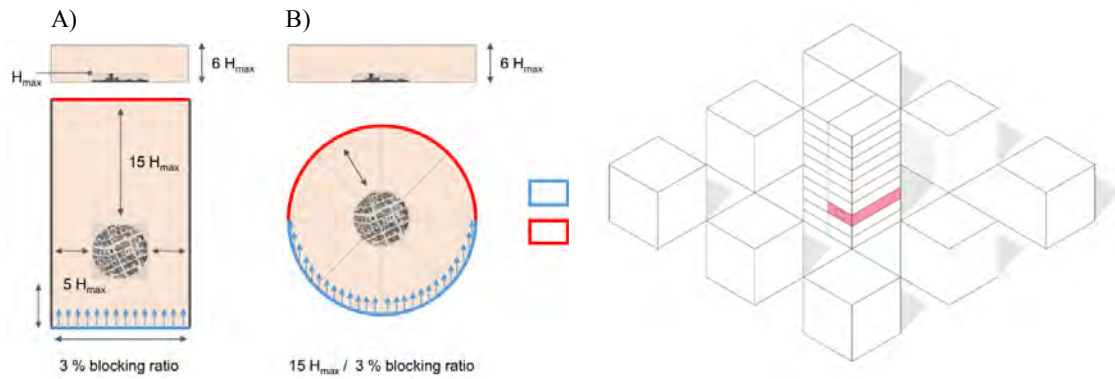 A)
B)
6 Hmax
6 Hmax
Hmax
15 Hmax
5 Hmax
3 % blocking ratio
15 Hmax / 3 % blocking ratio